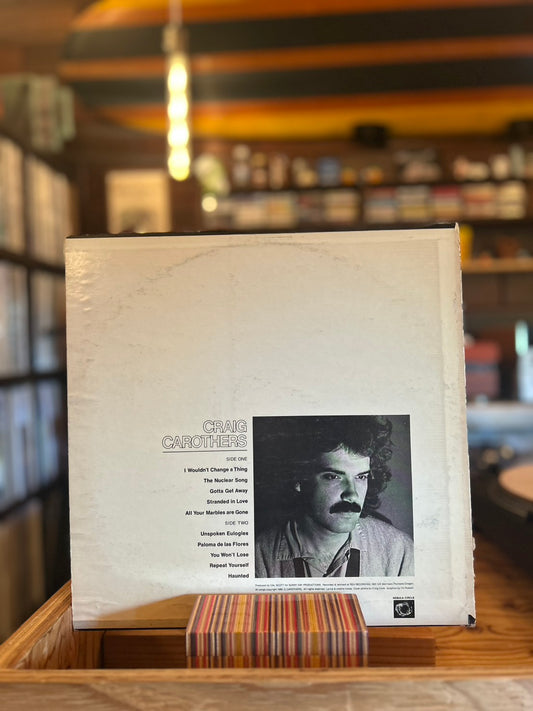 CRAIG
CAROTHERS
SIDE ONE
I Wouldn't Change a Thing
The Nuclear Song
Gotta Get Away
Stranded in Love
All Your Marbles are Gone
SIDE TWO
Unspoken Eulogies
Paloma de las Flores
You Won't Lose
Repeat Yourself
Haunted